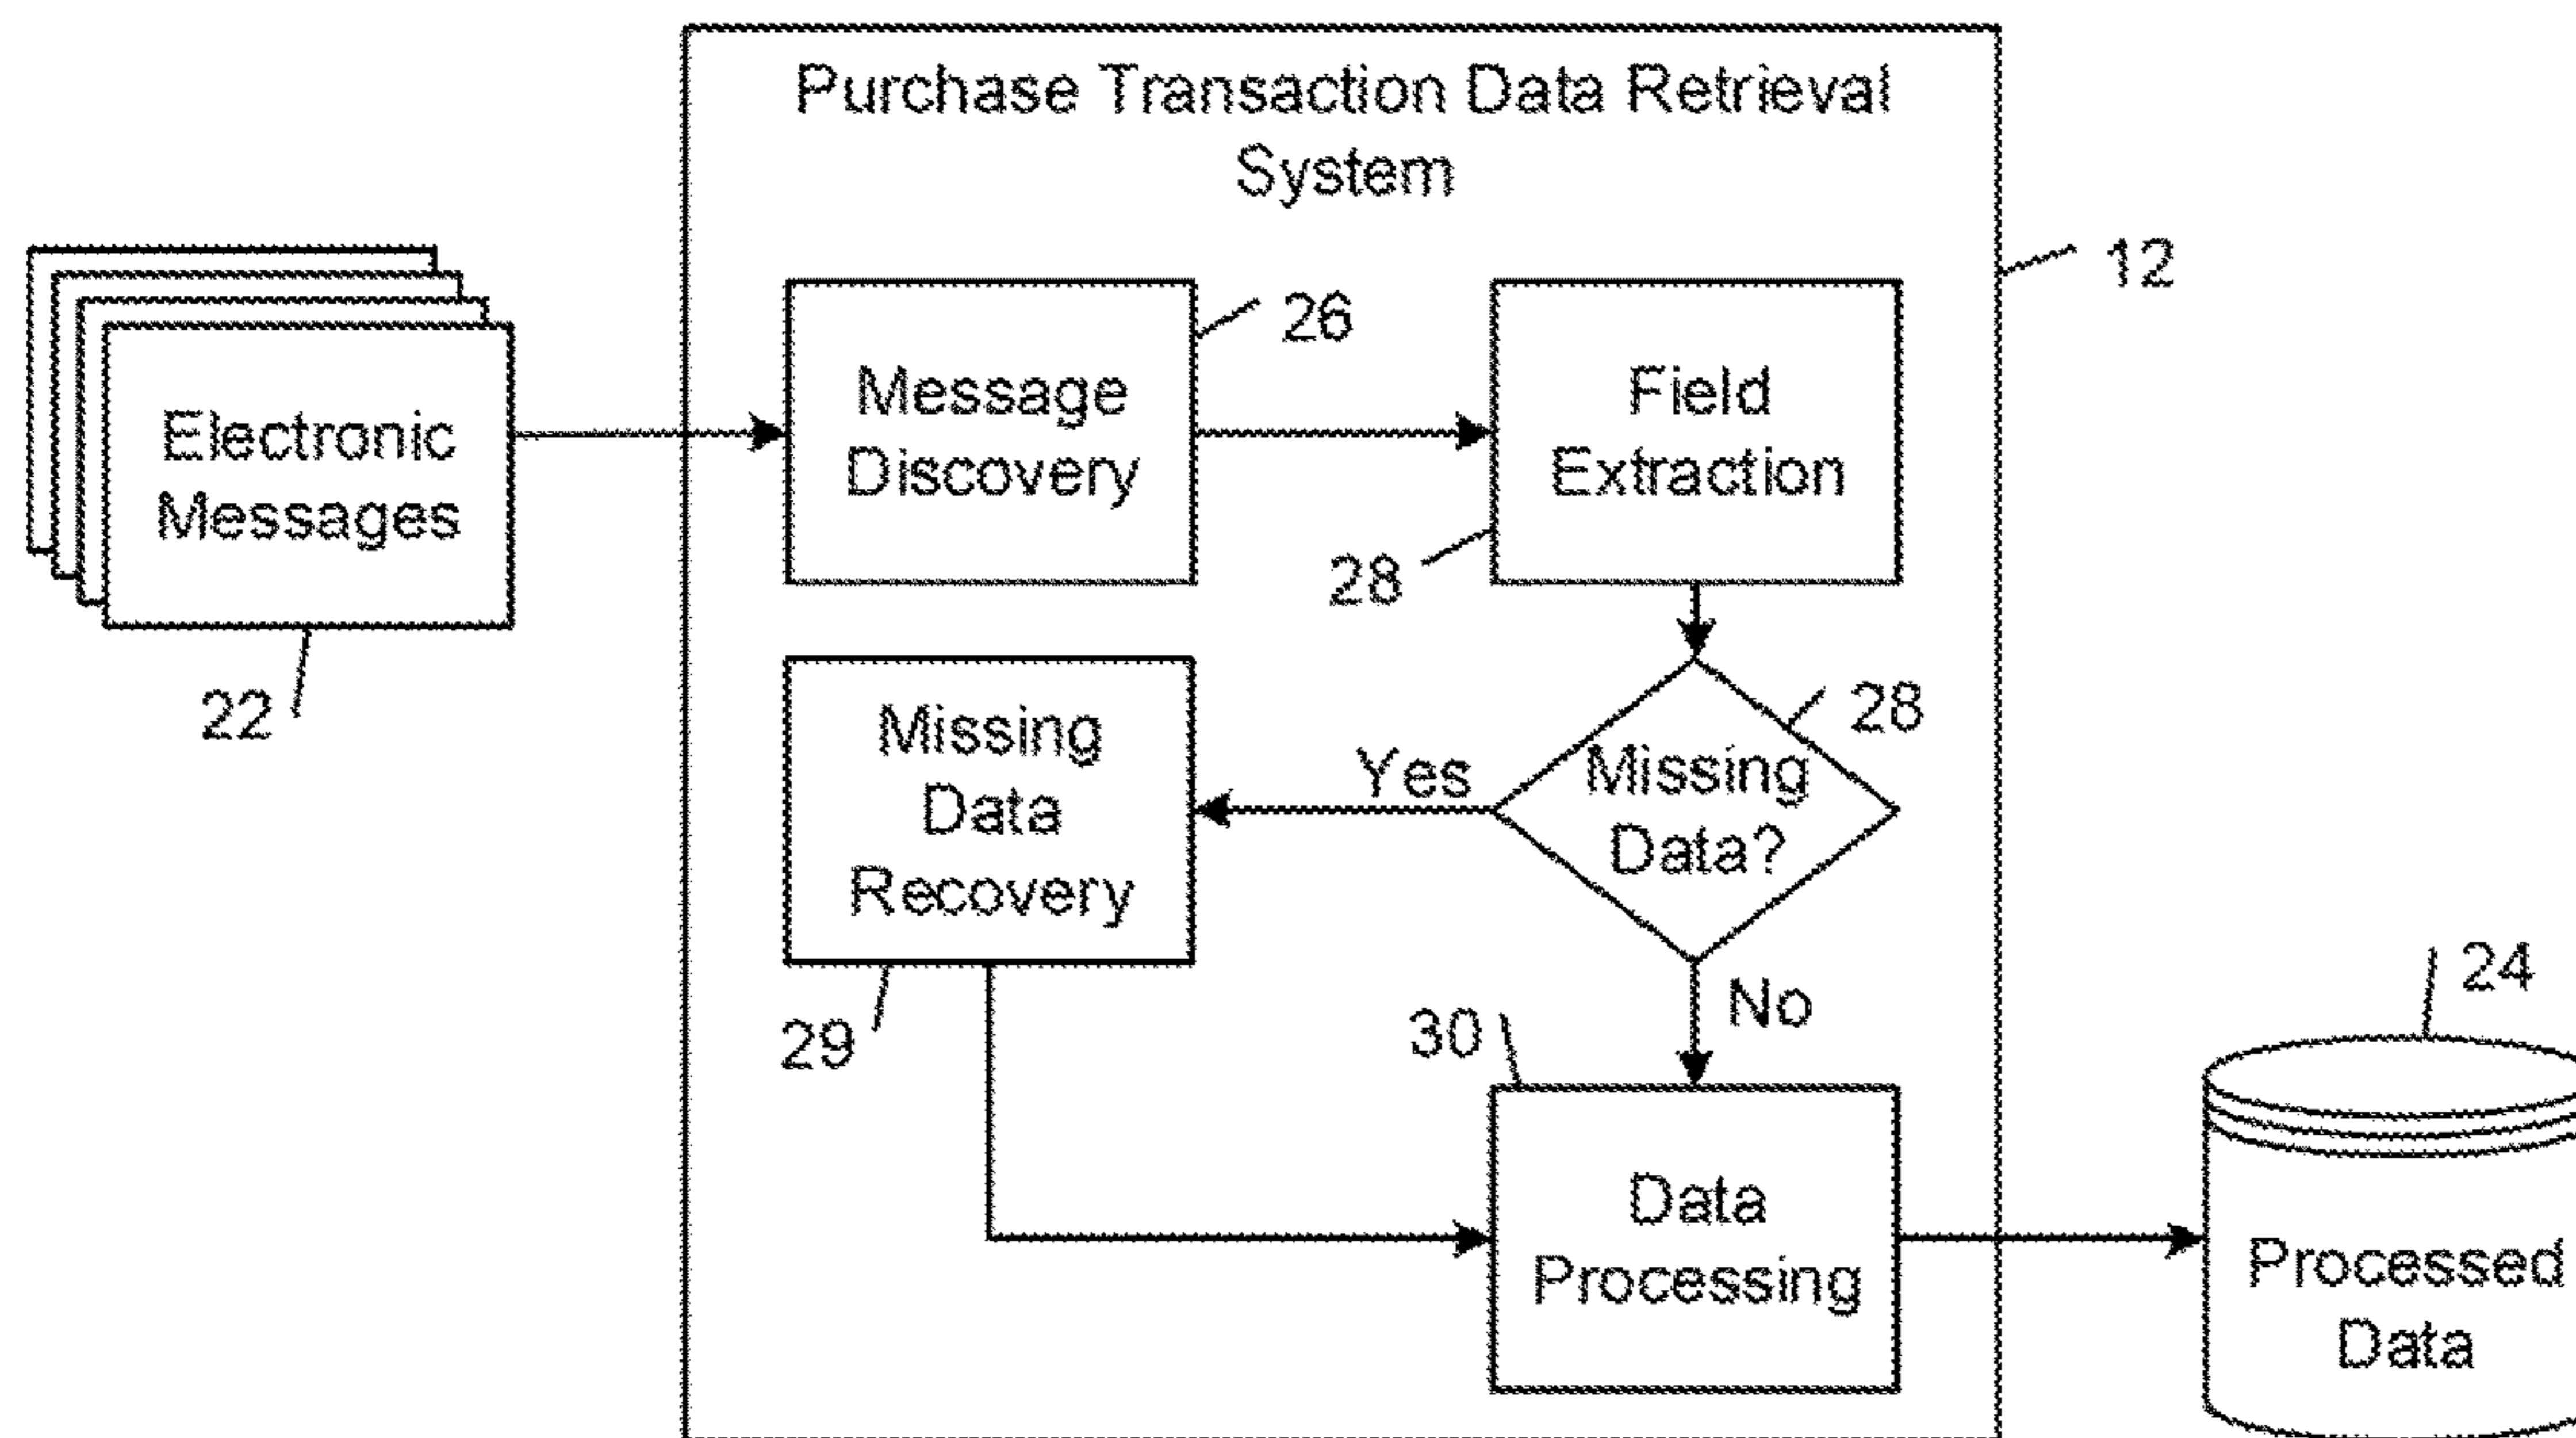 Purchase Transaction Data Retrieval
System
12
26
Message
Discovery
Field
Extraction
28
Electronic
Messages
22
Missing
Data
Recovery
29
Yes
28
Missing
Data?
No
30
Data
Processing
24
Processed
Data